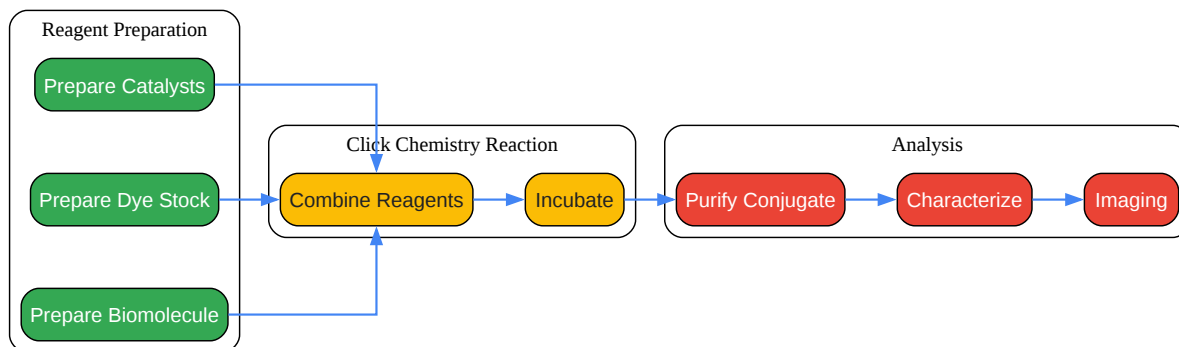 Reagent Preparation
Prepare Catalysts
Prepare Dye Stock
Prepare Biomolecule
Click Chemistry Reaction
Combine Reagents
Incubate
Analysis
Purify Conjugate
Characterize
Imaging